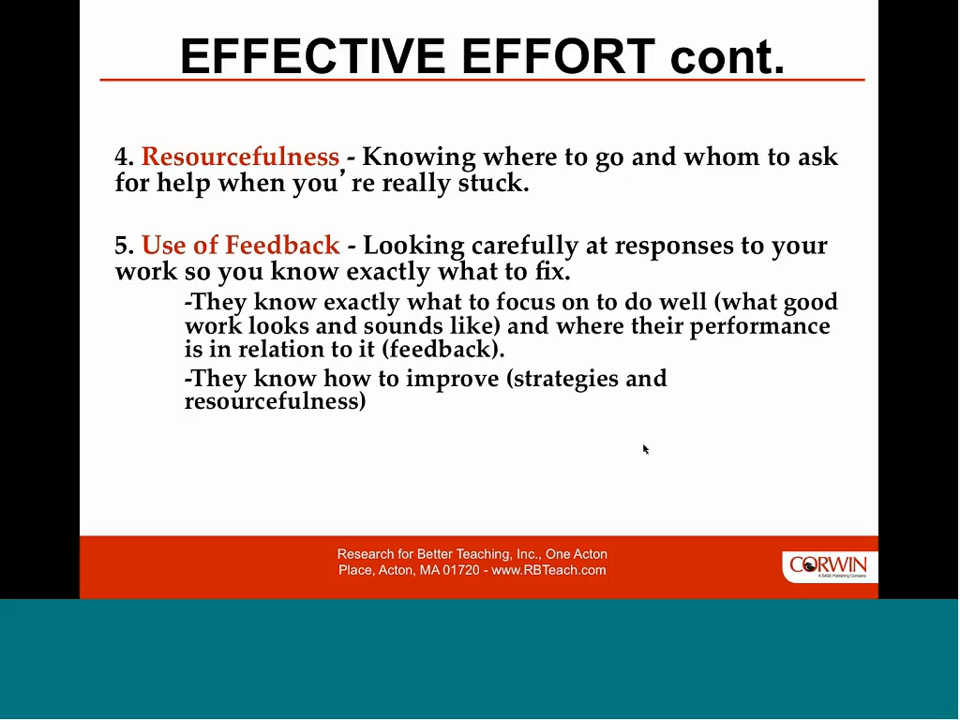 EFFECTIVE EFFORT cont.
4. Resourcefulness - Knowing where to go and whom to ask
for help when you’re really stuck.
5. Use of Feedback - Looking carefully at responses to your
work so you know exactly what to fix.
-They know exactly what to focus on to do well (what good
work looks and sounds like) and where their performance
is in relation to it (feedback).
-They know how to improve (strategies and
resourcefulness)
Research for Better Teaching, Inc., One Acton
Place, Acton, MA 01720 - www.RBTeach.com
CORWIN
A SAGE Publishing Company